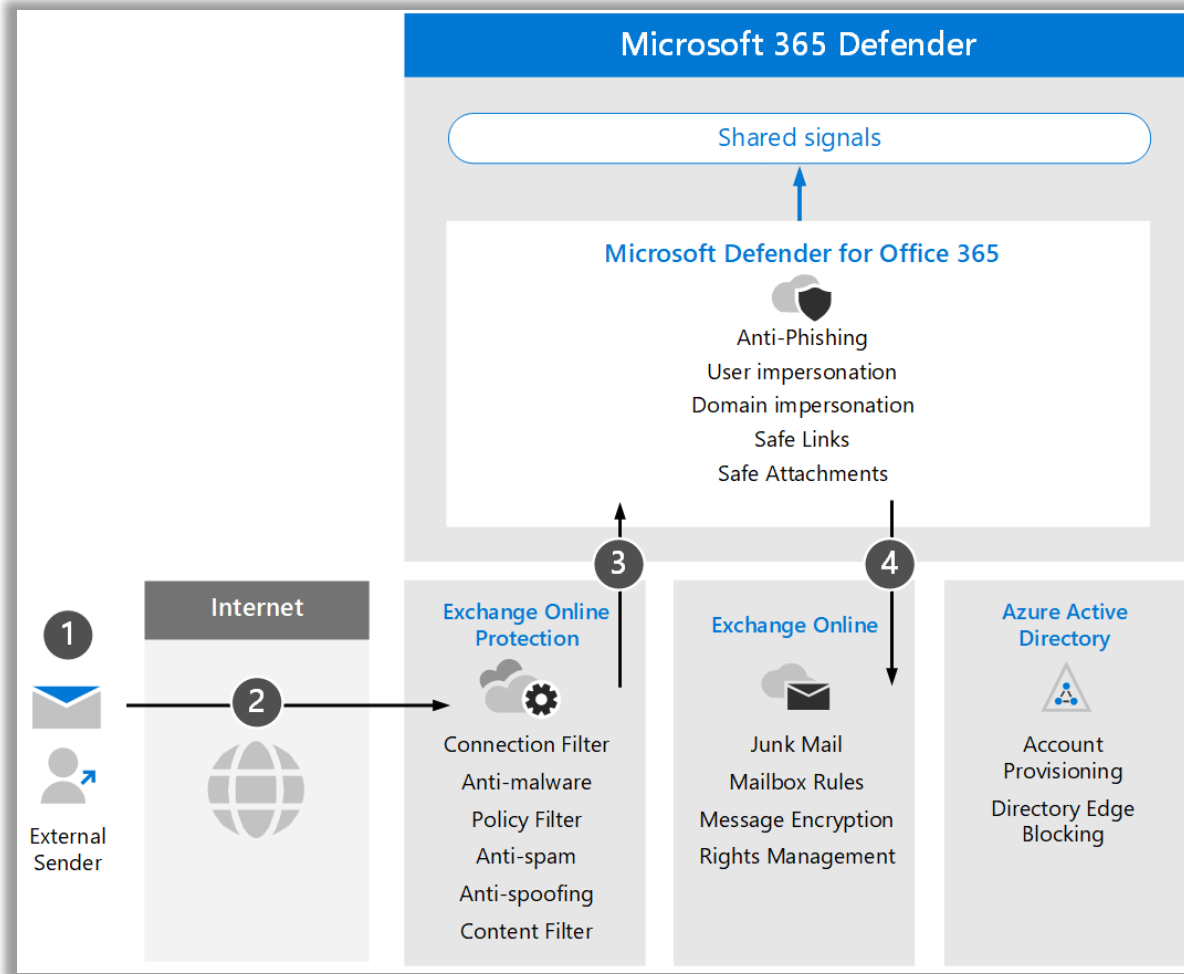 Microsoft 365 Defender
Shared signals
Microsoft Defender for Office 365
Anti-Phishing
User impersonation
Domain impersonation
Safe Links
Safe Attachments
3
4
1
Internet
2
External
Sender
Exchange Online
Protection
Connection Filter
Anti-malware
Policy Filter
Anti-spam
Anti-spoofing
Content Filter
Exchange Online
Junk Mail
Mailbox Rules
Message Encryption
Rights Management
Azure Active
Directory
Account
Provisioning
Directory Edge
Blocking